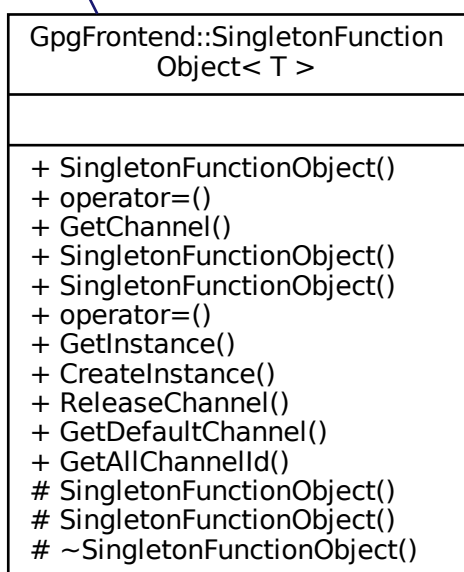 GpgFrontend::SingletonFunction
Object< T >
+ SingletonFunctionObject()
+ operator=()
+ GetChannel()
+ SingletonFunctionObject()
+ SingletonFunctionObject()
+ operator=()
+ GetInstance()
+ CreateInstance()
+ ReleaseChannel()
+ GetDefaultChannel()
+ GetAllChannelId()
# SingletonFunctionObject()
# SingletonFunctionObject()
# ~SingletonFunctionObject()